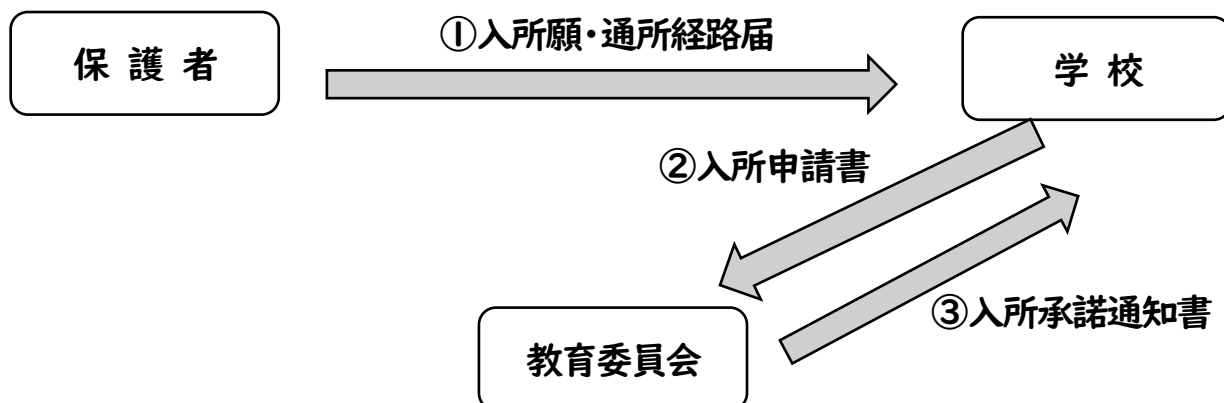 ①入所願・通所経路届
保護者
学校
②入所申請書
③入所承諾通知書
教育委員会